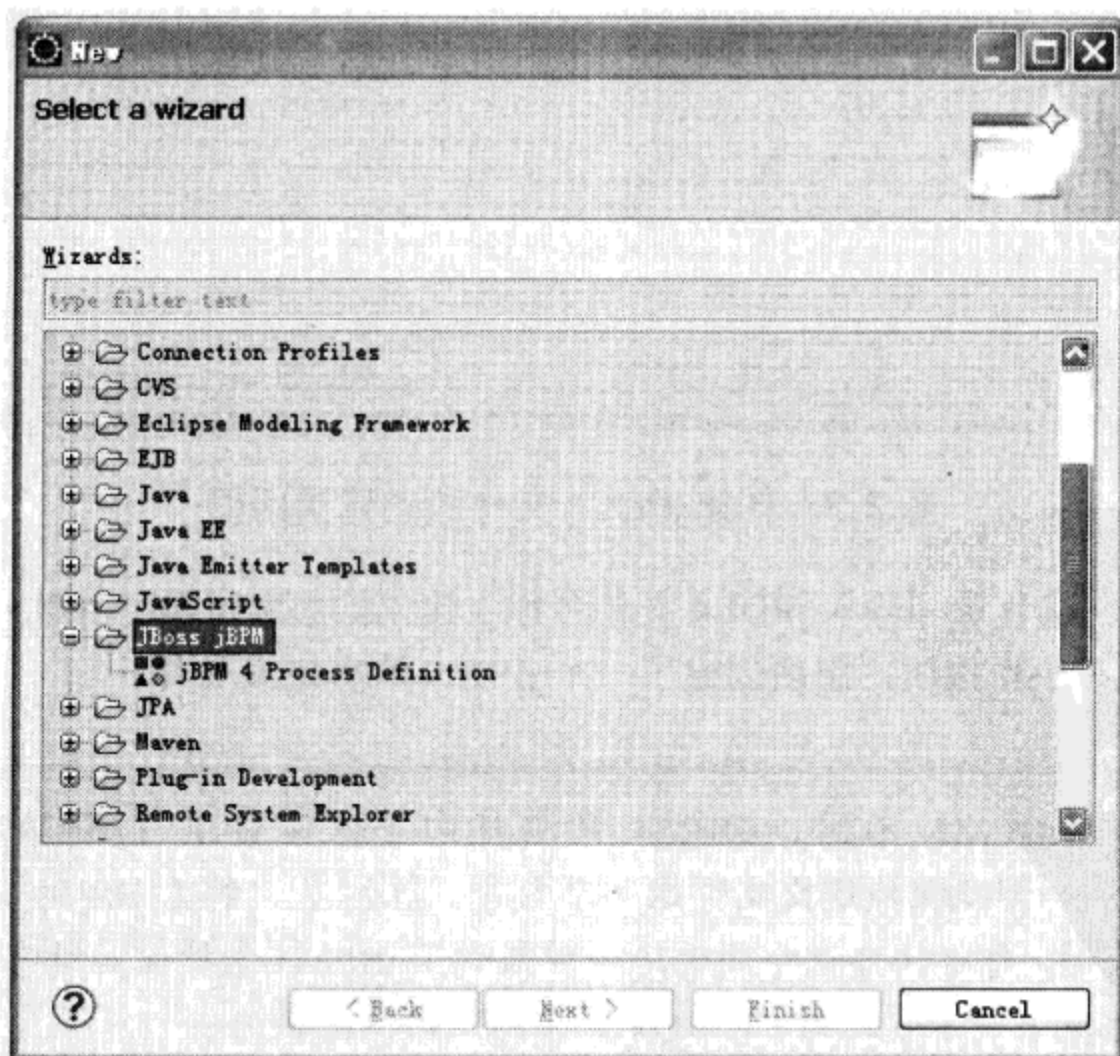 New
Select a wizard
Wizards:
type filter text
Connection Profiles
CVS
Eclipse Modeling Framework
EJB
Java
Java EE
Java Emitter Templates
JavaScript
JBoss jBPM
jBPM 4 Process Definition
JPA
Maven
Plug-in Development
Remote System Explorer
?
< Back
Next >
Finish
Cancel